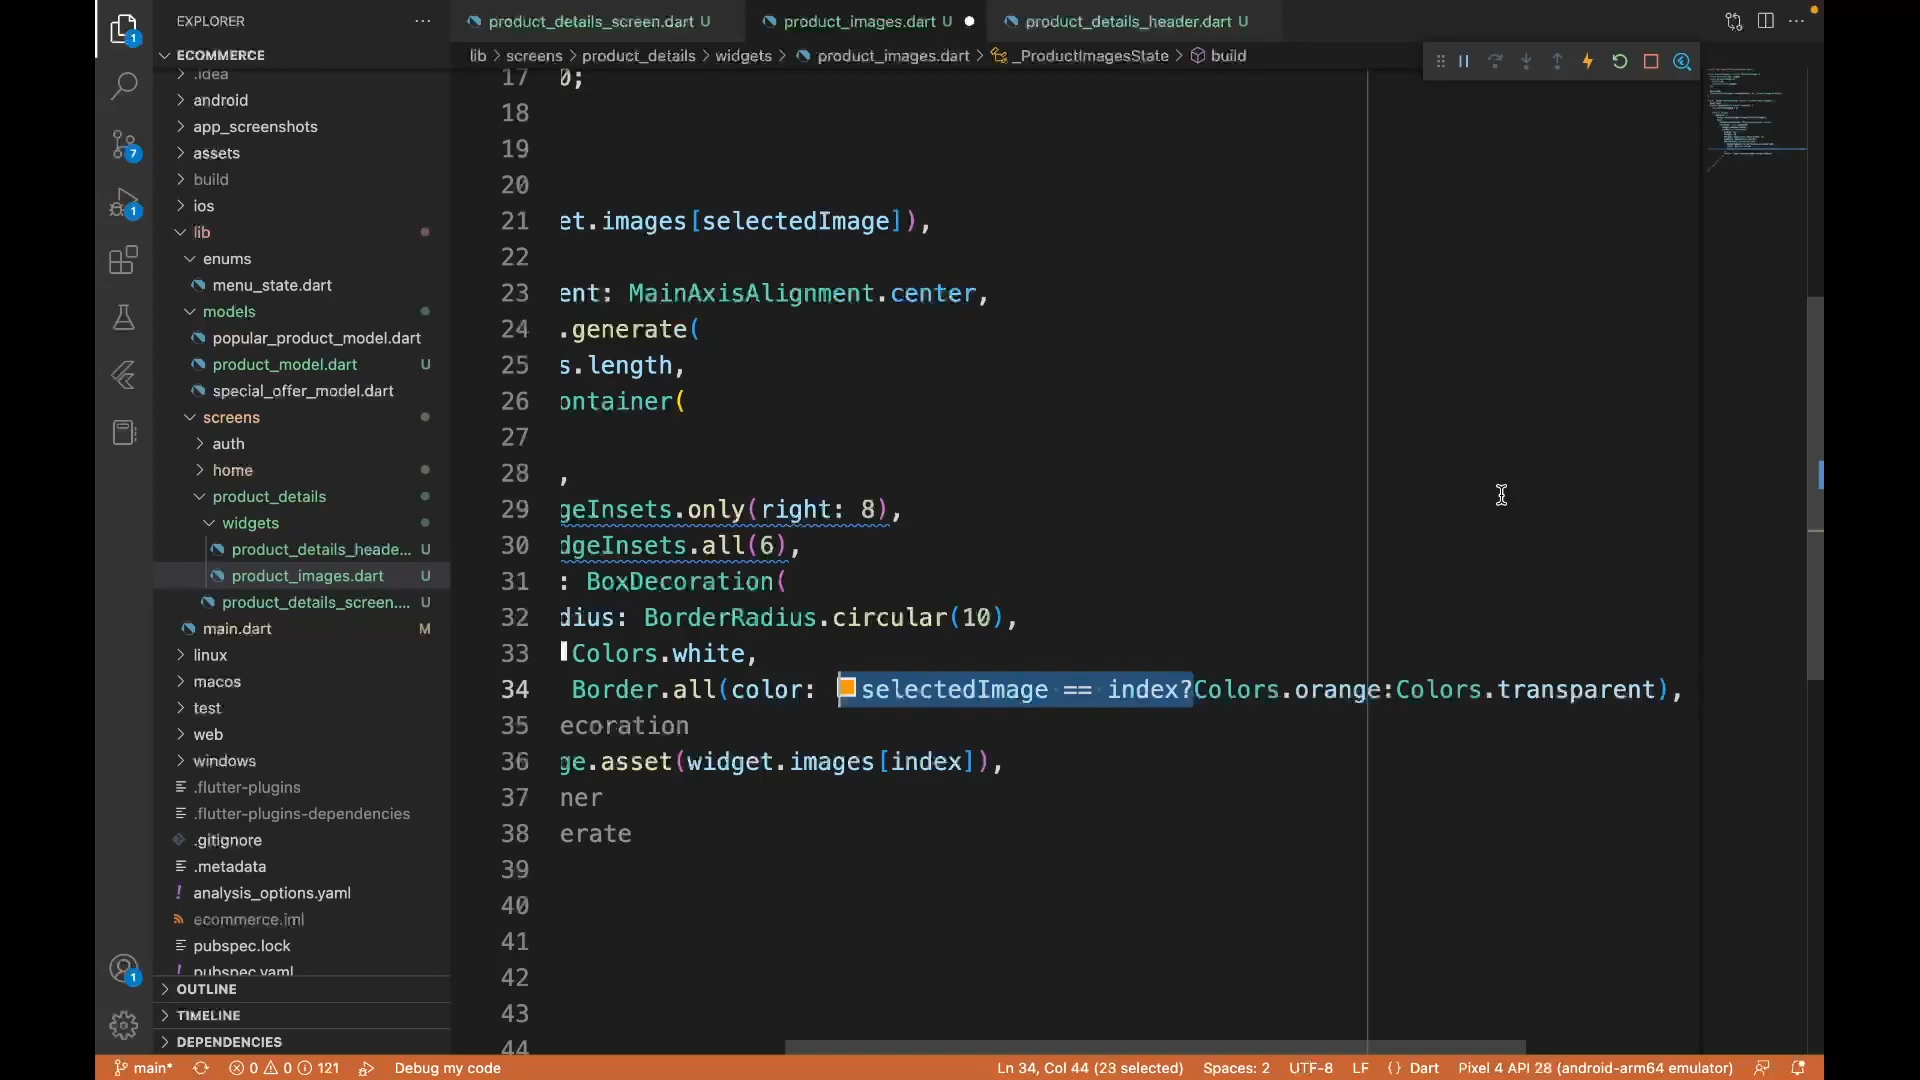 EXPLORER
ECOMMERCE
.idea
android
app_screenshots
assets
build
ios
lib
enums
menu_state.dart
models
popular_product_model.dart
product_model.dart U
special_offer_model.dart
screens
auth
home
product_details
widgets
product_details_heade... U
product_images.dart U
product_details_screen.... U
main.dart M
linux
macos
test
web
windows
.flutter-plugins
.flutter-plugins-dependencies
.gitignore
.metadata
analysis_options.yaml
ecommerce.iml
pubspec.lock
pubspec.yaml
OUTLINE
TIMELINE
DEPENDENCIES
1
7
1
1
product_details_screen.dart U
product_images.dart U
product_details_header.dart U
lib > screens > product_details > widgets > product_images.dart > _ProductImagesState > build
17 0;
18
19
20
21 et.images[selectedImage]),
22
23 ent: MainAxisAlignment.center,
24 .generate(
25 s.length,
26 ontainer(
27
28 ,
29 geInsets.only(right: 8),
30 dgeInsets.all(6),
31 : BoxDecoration(
32 dius: BorderRadius.circular(10),
33 Colors.white,
34 Border.all(color: selectedImage == index?Colors.orange:Colors.transparent),
35 ecoration
36 ge.asset(widget.images[index]),
37 ner
38 erate
39
40
41
42
43
44
main* 0 0 121 Debug my code Ln 34, Col 44 (23 selected) Spaces: 2 UTF-8 LF {} Dart Pixel 4 API 28 (android-arm64 emulator)